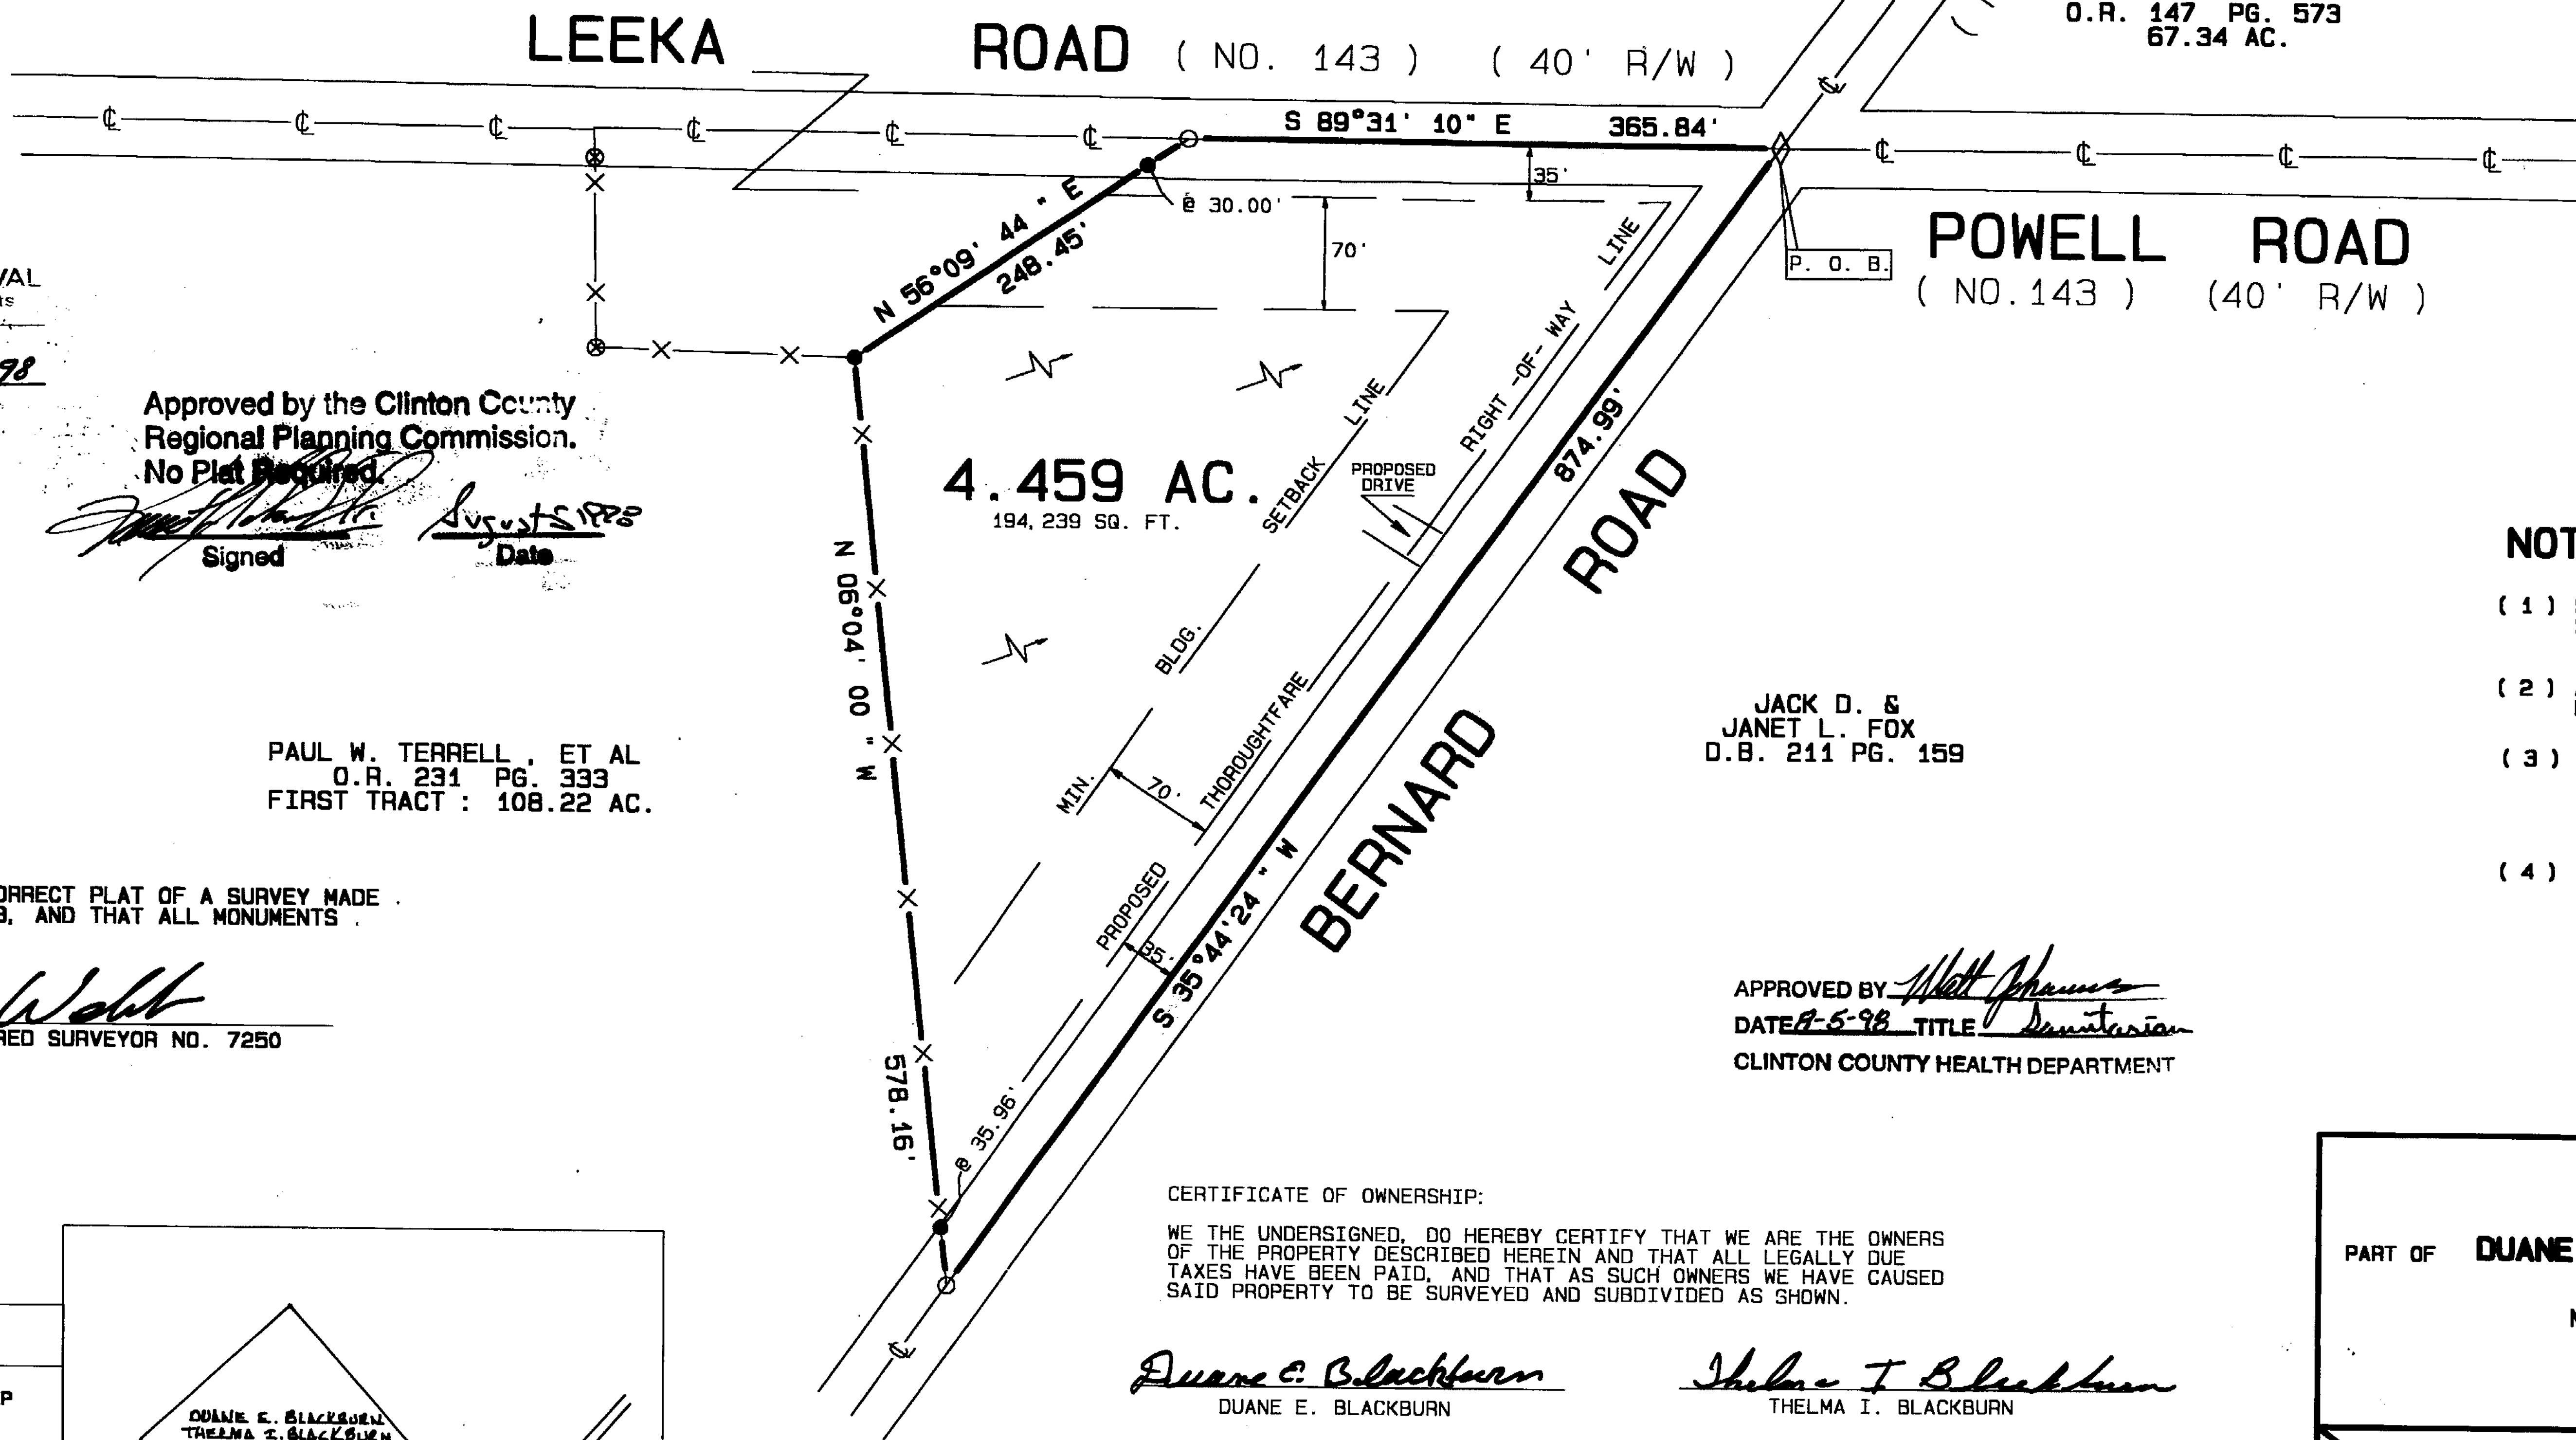 LEEKA ROAD ( NO. 143 ) ( 40' R/W )
O.R. 147 PG. 573
67.34 AC.
S 89°31' 10" E 365.84'
35'
@ 30.00'
N 56°09' 44 " E
248.45'
70'
LINE
P. O. B.
POWELL ROAD
( NO.143 ) (40' R/W )
98
Approved by the Clinton County
Regional Planning Commission.
No Plat Required.
August 5 1998
Signed Date
4.459 AC.
194,239 SQ. FT.
MIN. BLDG. SETBACK LINE
PROPOSED
DRIVE
PROPOSED THOROUGHTFARE RIGHT -OF- WAY
874.99'
S 35°44'24 " W
BERNARD ROAD
N 06°04' 00 " W
578.16'
70'
35'
@ 35.96'
PAUL W. TERRELL , ET AL
O.R. 231 PG. 333
FIRST TRACT : 108.22 AC.
JACK D. &
JANET L. FOX
D.B. 211 PG. 159
NOT
( 1 )
( 2 )
( 3 )
( 4 )
ORRECT PLAT OF A SURVEY MADE .
AND THAT ALL MONUMENTS .
RED SURVEYOR NO. 7250
APPROVED BY Matt
DATE 8-5-98 TITLE Sanitarian
CLINTON COUNTY HEALTH DEPARTMENT
CERTIFICATE OF OWNERSHIP:
WE THE UNDERSIGNED, DO HEREBY CERTIFY THAT WE ARE THE OWNERS
OF THE PROPERTY DESCRIBED HEREIN AND THAT ALL LEGALLY DUE
TAXES HAVE BEEN PAID, AND THAT AS SUCH OWNERS WE HAVE CAUSED
SAID PROPERTY TO BE SURVEYED AND SUBDIVIDED AS SHOWN.
Duane E. Blackburn
DUANE E. BLACKBURN
Thelma I Blackburn
THELMA I. BLACKBURN
PART OF DUANE
P
DUANE E. BLACKBURN
THELMA I. BLACKBURN